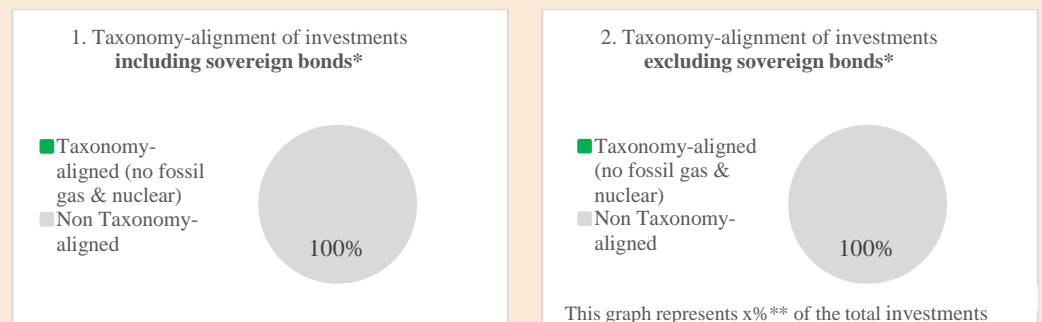 1. Taxonomy-alignment of investments
including sovereign bonds*
Taxonomy-
aligned (no fossil
gas & nuclear)
Non Taxonomy-
aligned
100%
2. Taxonomy-alignment of investments
excluding sovereign bonds*
Taxonomy-aligned
(no fossil gas &
nuclear)
Non Taxonomy-
aligned
100%
This graph represents x%** of the total investments